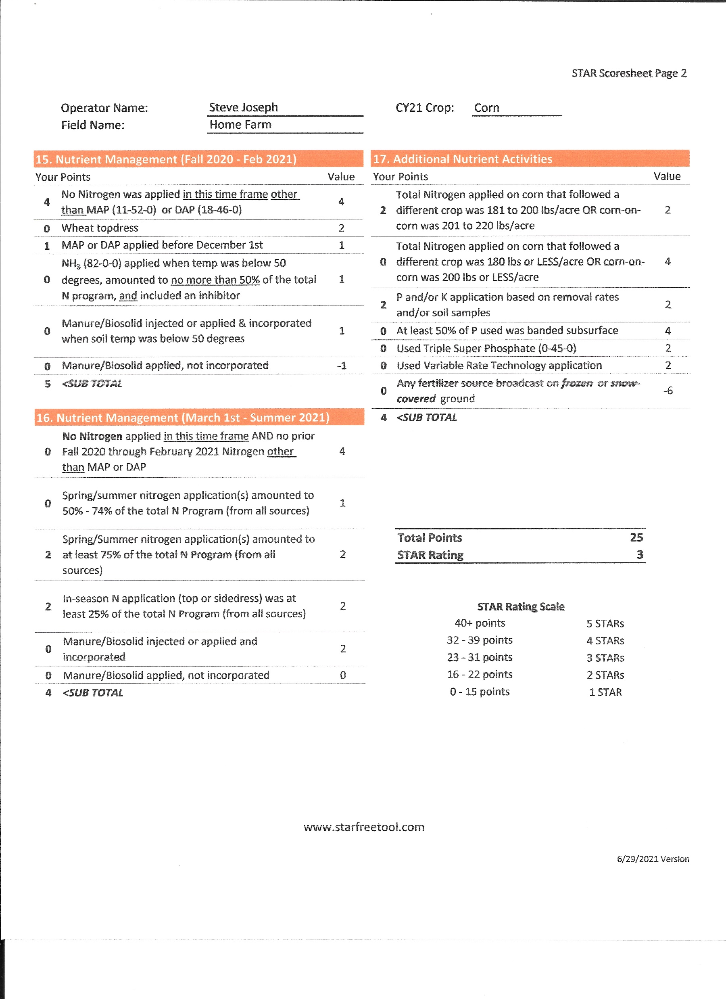 STAR Scoresheet Page 2
Operator Name: Steve Joseph CY21 Crop: Corn
Field Name: Home Farm
15. Nutrient Management (Fall 2020 - Feb 2021)
Your Points Value
No Nitrogen was applied in this time frame other
4 4
than MAP (11-52-0) or DAP (18-46-0)
0 Wheat topdress 2
1 MAP or DAP applied before December 1st 1
NH₃ (82-0-0) applied when temp was below 50
0 degrees, amounted to no more than 50% of the total 1
N program, and included an inhibitor
Manure/Biosolid injected or applied & incorporated
0 1
when soil temp was below 50 degrees
0 Manure/Biosolid applied, not incorporated -1
5 <SUB TOTAL
16. Nutrient Management (March 1st - Summer 2021)
No Nitrogen applied in this time frame AND no prior
0 Fall 2020 through February 2021 Nitrogen other 4
than MAP or DAP
Spring/summer nitrogen application(s) amounted to
0 1
50% - 74% of the total N Program (from all sources)
Spring/Summer nitrogen application(s) amounted to
2 at least 75% of the total N Program (from all 2
sources)
In-season N application (top or sidedress) was at
2 2
least 25% of the total N Program (from all sources)
Manure/Biosolid injected or applied and
0 2
incorporated
0 Manure/Biosolid applied, not incorporated 0
4 <SUB TOTAL
17. Additional Nutrient Activities
Your Points Value
Total Nitrogen applied on corn that followed a
2 different crop was 181 to 200 lbs/acre OR corn-on- 2
corn was 201 to 220 lbs/acre
Total Nitrogen applied on corn that followed a
0 different crop was 180 lbs or LESS/acre OR corn-on- 4
corn was 200 lbs or LESS/acre
P and/or K application based on removal rates
2 2
and/or soil samples
0 At least 50% of P used was banded subsurface 4
0 Used Triple Super Phosphate (0-45-0) 2
0 Used Variable Rate Technology application 2
Any fertilizer source broadcast on frozen or snow-
0 -6
covered ground
4 <SUB TOTAL
Total Points 25
STAR Rating 3
STAR Rating Scale
40+ points 5 STARs
32 - 39 points 4 STARs
23 - 31 points 3 STARs
16 - 22 points 2 STARs
0 - 15 points 1 STAR
www.starfreetool.com
6/29/2021 Version